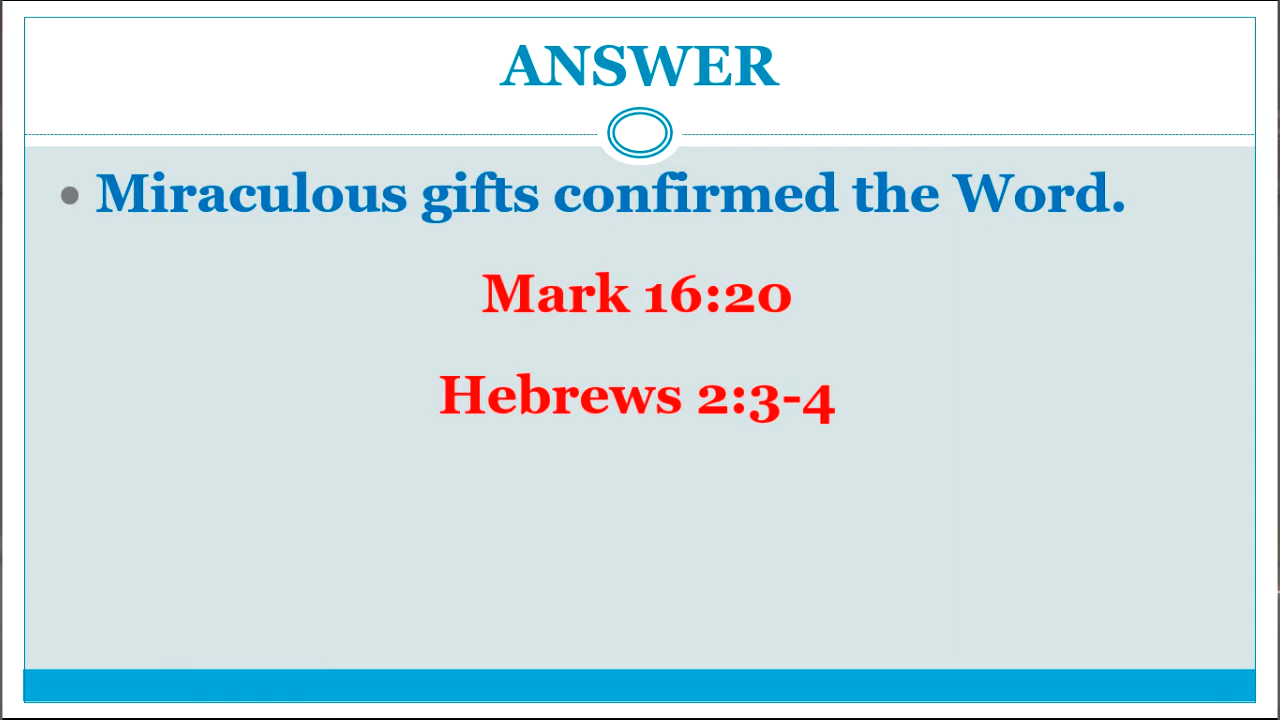 ANSWER
• Miraculous gifts confirmed the Word.
Mark 16:20
Hebrews 2:3-4